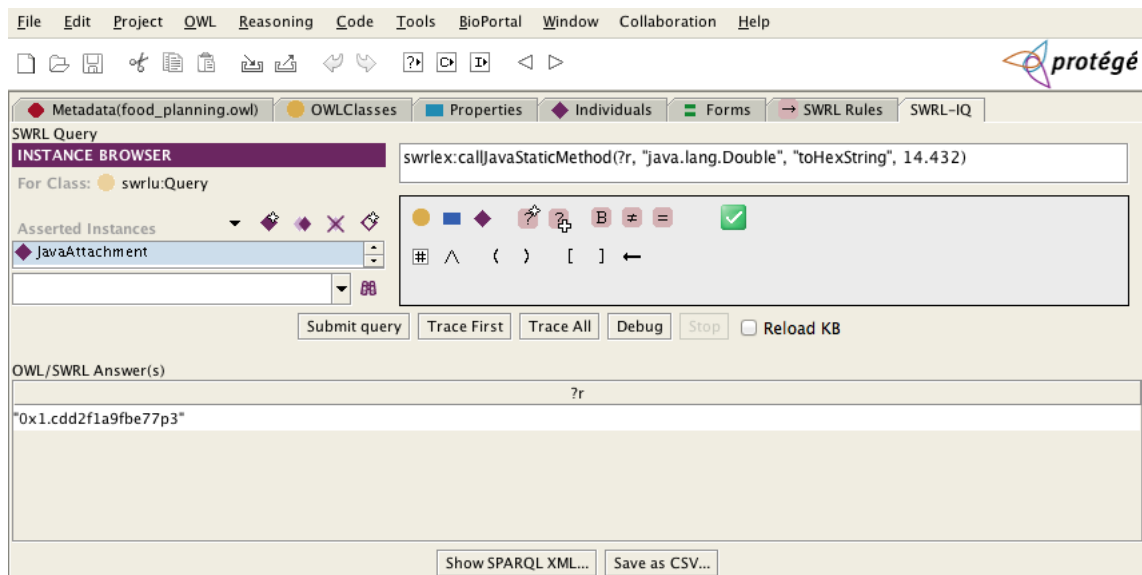 File Edit Project OWL Reasoning Code Tools BioPortal Window Collaboration Help
protégé
Metadata(food_planning.owl) OWLClasses Properties Individuals Forms → SWRL Rules SWRL-IQ
SWRL Query
INSTANCE BROWSER
swrlex:callJavaStaticMethod(?r, "java.lang.Double", "toHexString", 14.432)
For Class: swrlu:Query
Asserted Instances
? ? B ≠ =
JavaAttachment
# ∧ ( ) [ ] ←
Submit query Trace First Trace All Debug Stop Reload KB
OWL/SWRL Answer(s)
?r
"0x1.cdd2f1a9fbe77p3"
Show SPARQL XML... Save as CSV...